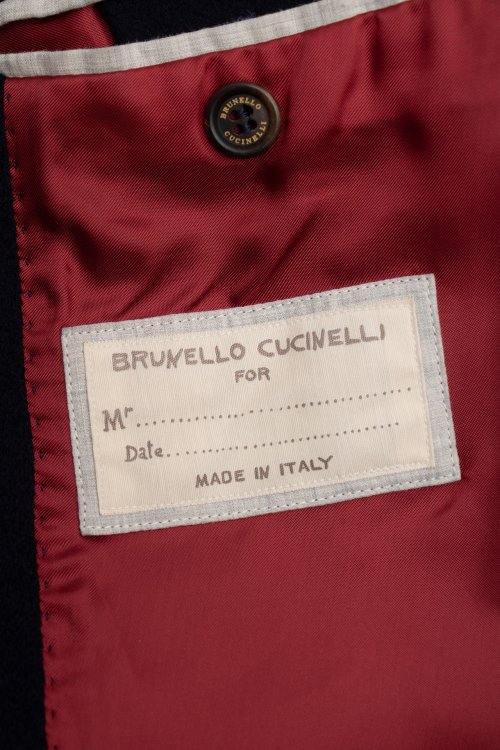 BRUNELLO
CUCINELLI
BRUNELLO CUCINELLI
FOR
Mr........................................
Date....................................
MADE IN ITALY